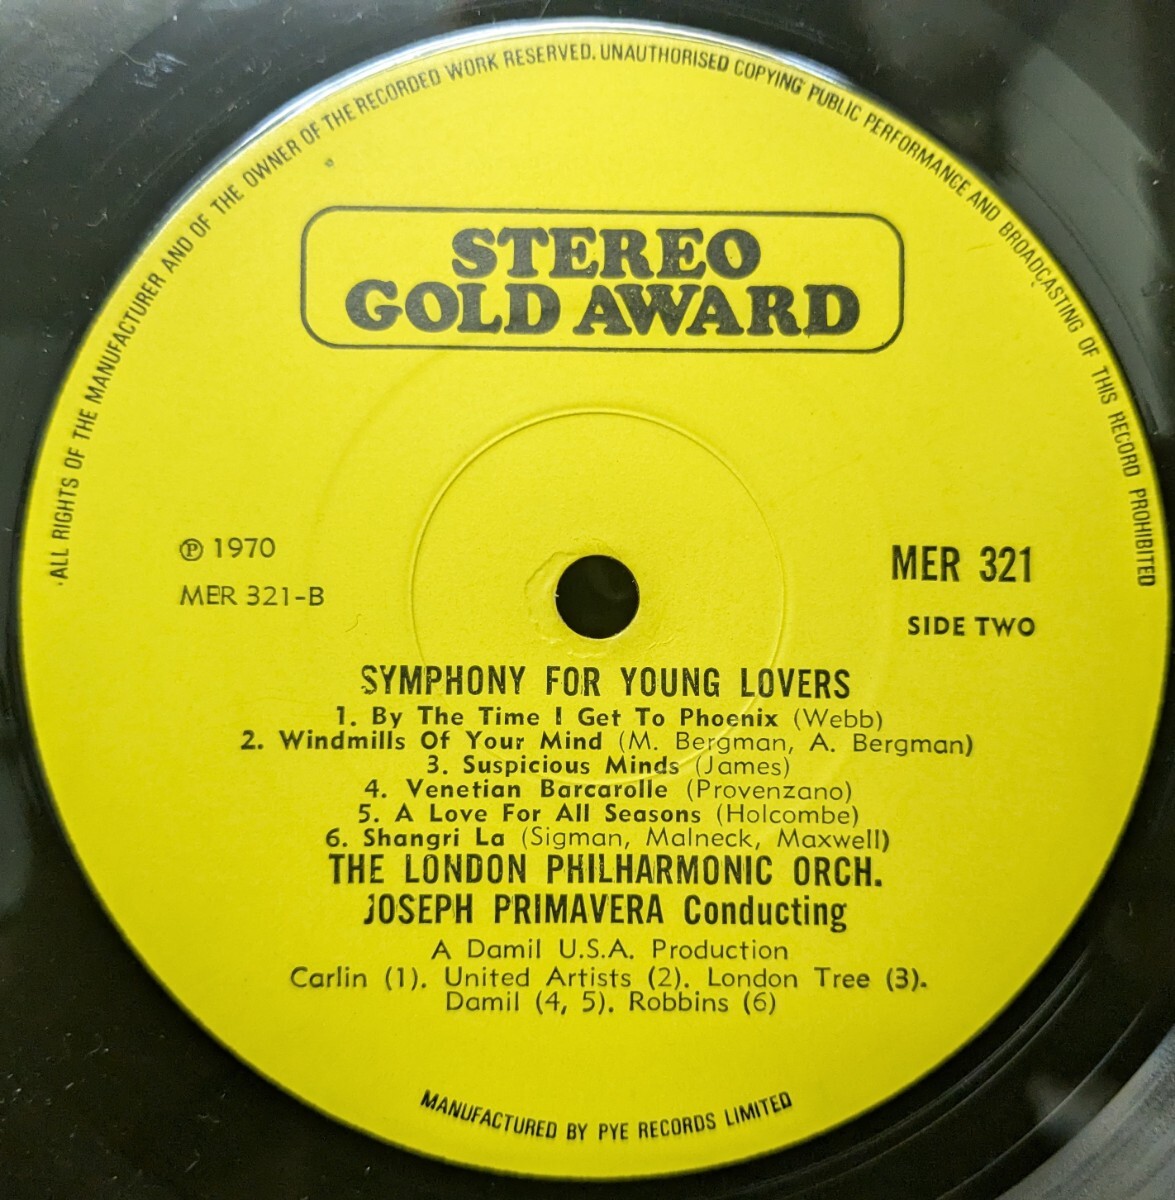 ALL RIGHTS OF THE MANUFACTURER AND OF THE OWNER OF THE RECORDED WORK RESERVED. UNAUTHORISED COPYING PUBLIC PERFORMANCE AND BROADCASTING OF THIS RECORD PROHIBITED
STEREO
GOLD AWARD
℗ 1970
MER 321-B
MER 321
SIDE TWO
SYMPHONY FOR YOUNG LOVERS
1. By The Time I Get To Phoenix (Webb)
2. Windmills Of Your Mind (M. Bergman, A. Bergman)
3. Suspicious Minds (James)
4. Venetian Barcarolle (Provenzano)
5. A Love For All Seasons (Holcombe)
6. Shangri La (Sigman, Malneck, Maxwell)
THE LONDON PHILHARMONIC ORCH.
JOSEPH PRIMAVERA Conducting
A Damil U.S.A. Production
Carlin (1). United Artists (2). London Tree (3).
Damil (4, 5). Robbins (6)
MANUFACTURED BY PYE RECORDS LIMITED